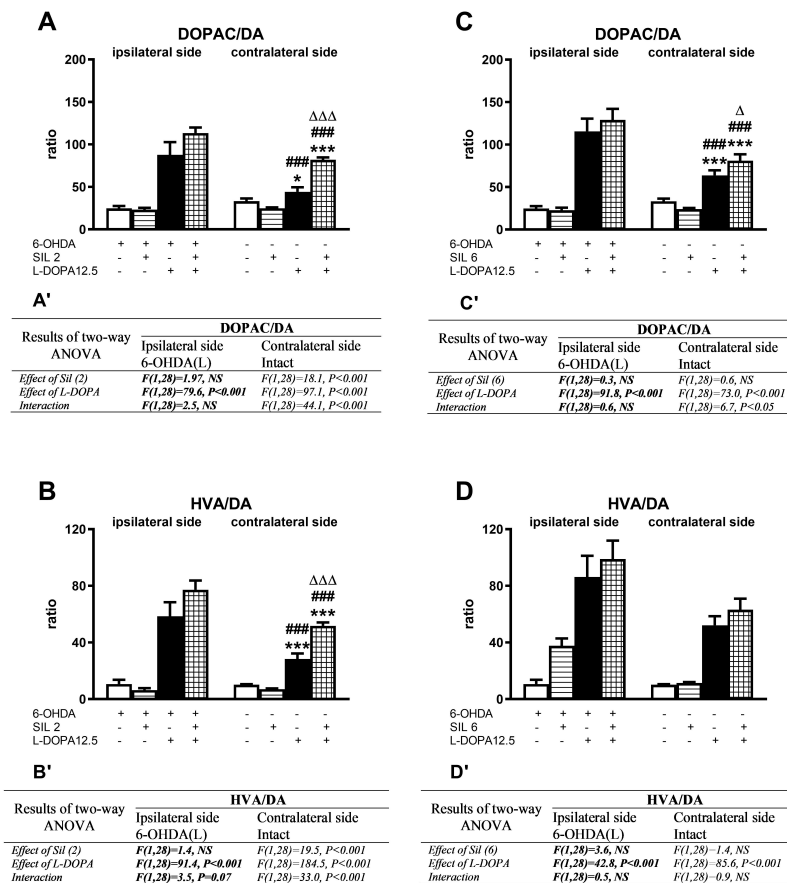 A
DOPAC/DA
ipsilateral side contralateral side
200
150
100
50
0
ratio
ΔΔΔ
### ###
* ***
6-OHDA + + + + - - - -
SIL 2 - + - + - + - +
L-DOPA12.5 - - + + - - + +
A'
Results of two-way ANOVA
DOPAC/DA
Ipsilateral side Contralateral side
6-OHDA(L) Intact
Effect of Sil (2) F(1,28)=1.97, NS F(1,28)=18.1, P<0.001
Effect of L-DOPA F(1,28)=79.6, P<0.001 F(1,28)=97.1, P<0.001
Interaction F(1,28)=2.5, NS F(1,28)=44.1, P<0.001
C
DOPAC/DA
ipsilateral side contralateral side
200
150
100
50
0
ratio
Δ
### ###
*** ***
6-OHDA + + + + - - - -
SIL 6 - + - + - + - +
L-DOPA12.5 - - + + - - + +
C'
Results of two-way ANOVA
DOPAC/DA
Ipsilateral side Contralateral side
6-OHDA(L) Intact
Effect of Sil (6) F(1,28)=0.3, NS F(1,28)=0.6, NS
Effect of L-DOPA F(1,28)=91.8, P<0.001 F(1,28)=73.0, P<0.001
Interaction F(1,28)=0.6, NS F(1,28)=6.7, P<0.05
B
HVA/DA
ipsilateral side contralateral side
120
80
40
0
ratio
ΔΔΔ
### ###
*** ***
6-OHDA + + + + - - - -
SIL 2 - + - + - + - +
L-DOPA12.5 - - + + - - + +
B'
Results of two-way ANOVA
HVA/DA
Ipsilateral side Contralateral side
6-OHDA(L) Intact
Effect of Sil (2) F(1,28)=1.4, NS F(1,28)=19.5, P<0.001
Effect of L-DOPA F(1,28)=91.4, P<0.001 F(1,28)=184.5, P<0.001
Interaction F(1,28)=3.5, P=0.07 F(1,28)=33.0, P<0.001
D
HVA/DA
ipsilateral side contralateral side
120
80
40
0
ratio
6-OHDA + + + + - - - -
SIL 6 - + - + - + - +
L-DOPA12.5 - - + + - - + +
D'
Results of two-way ANOVA
HVA/DA
Ipsilateral side Contralateral side
6-OHDA(L) Intact
Effect of Sil (6) F(1,28)=3.6, NS F(1,28)−1.4, NS
Effect of L-DOPA F(1,28)=42.8, P<0.001 F(1,28)=85.6, P<0.001
Interaction F(1,28)=0.5, NS F(1,28)−0.9, NS